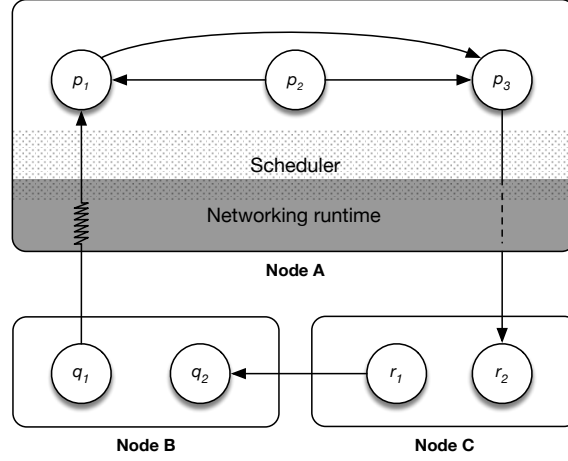 p1 p2 p3
Scheduler
Networking runtime
Node A
q1 q2 r1 r2
Node B Node C